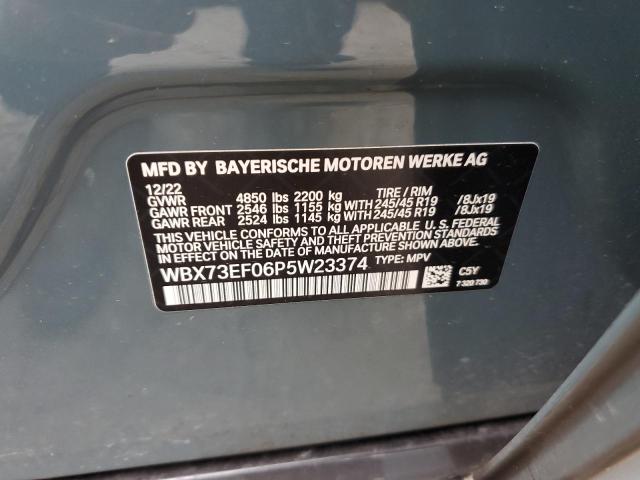 MFD BY BAYERISCHE MOTOREN WERKE AG
12/22
GVWR 4850 lbs 2200 kg TIRE / RIM
GAWR FRONT 2546 lbs 1155 kg WITH 245/45 R19 /8Jx19
GAWR REAR 2524 lbs 1145 kg WITH 245/45 R19 /8Jx19
THIS VEHICLE CONFORMS TO ALL APPLICABLE U. S. FEDERAL
MOTOR VEHICLE SAFETY, BUMPER, AND THEFT PREVENTION STANDARDS
IN EFFECT ON THE DATE OF MANUFACTURE SHOWN ABOVE.
WBX73EF06P5W23374 TYPE: MPV
C5Y
7 320 730